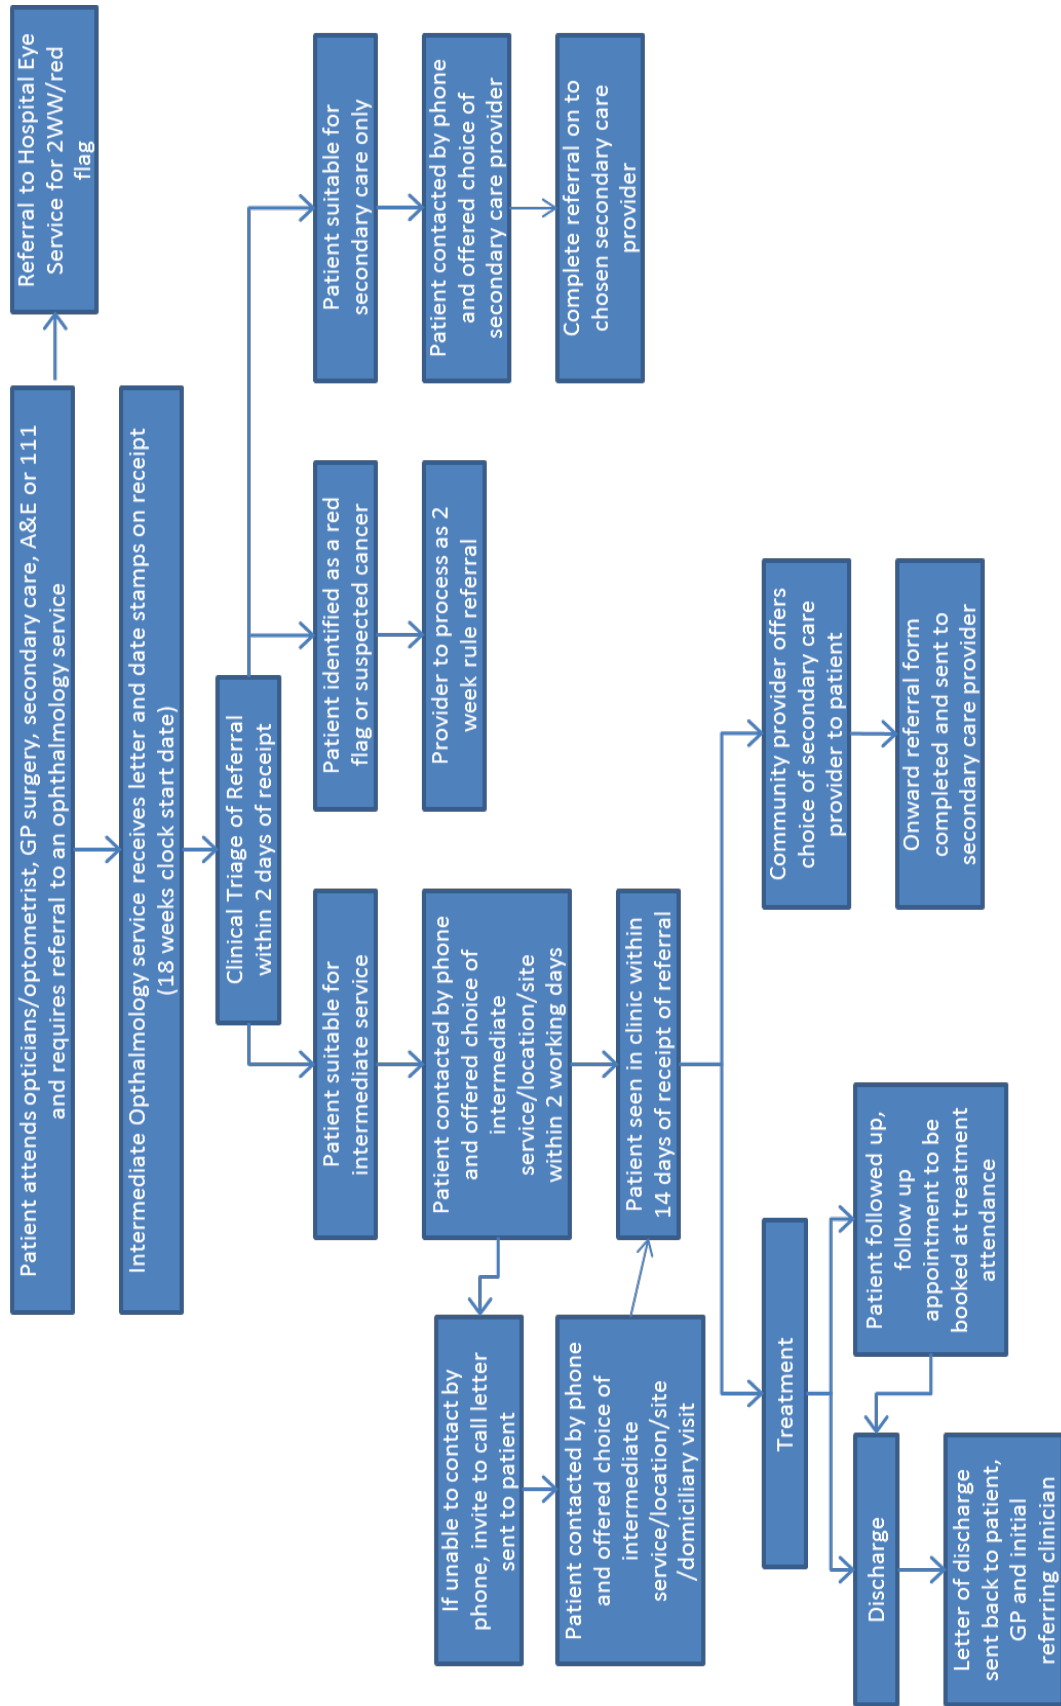 Patient attends opticians/optometrist, GP surgery, secondary care, A&E or 111
and requires referral to an ophthalmology service
Referral to Hospital Eye
Service for 2WW/red
flag
Intermediate Opthalmology service receives letter and date stamps on receipt
(18 weeks clock start date)
Clinical Triage of Referral
within 2 days of receipt
Patient suitable for
intermediate service
Patient identified as a red
flag or suspected cancer
Patient suitable for
secondary care only
If unable to contact by
phone, invite to call letter
sent to patient
Patient contacted by phone
and offered choice of
intermediate
service/location/site
within 2 working days
Provider to process as 2
week rule referral
Patient contacted by phone
and offered choice of
secondary care provider
Patient contacted by phone
and offered choice of
intermediate
service/location/site
/domiciliary visit
Patient seen in clinic within
14 days of receipt of referral
Complete referral on to
chosen secondary care
provider
Treatment
Community provider offers
choice of secondary care
provider to patient
Discharge
Patient followed up,
follow up
appointment to be
booked at treatment
attendance
Onward referral form
completed and sent to
secondary care provider
Letter of discharge
sent back to patient,
GP and initial
referring clinician